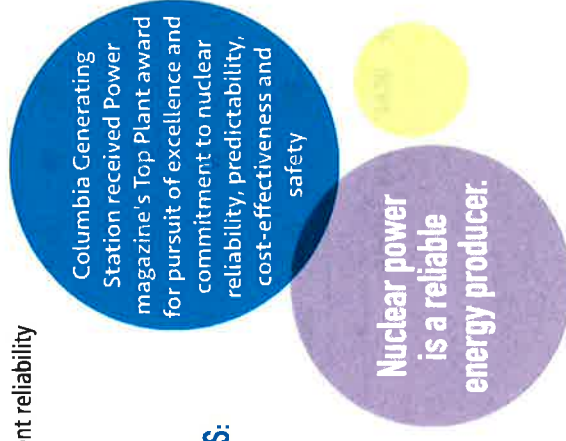 nt reliability
S:
Columbia Generating
Station received Power
magazine's Top Plant award
for pursuit of excellence and
commitment to nuclear
reliability, predictability,
cost-effectiveness and
safety
Nuclear power
is a reliable
energy producer.